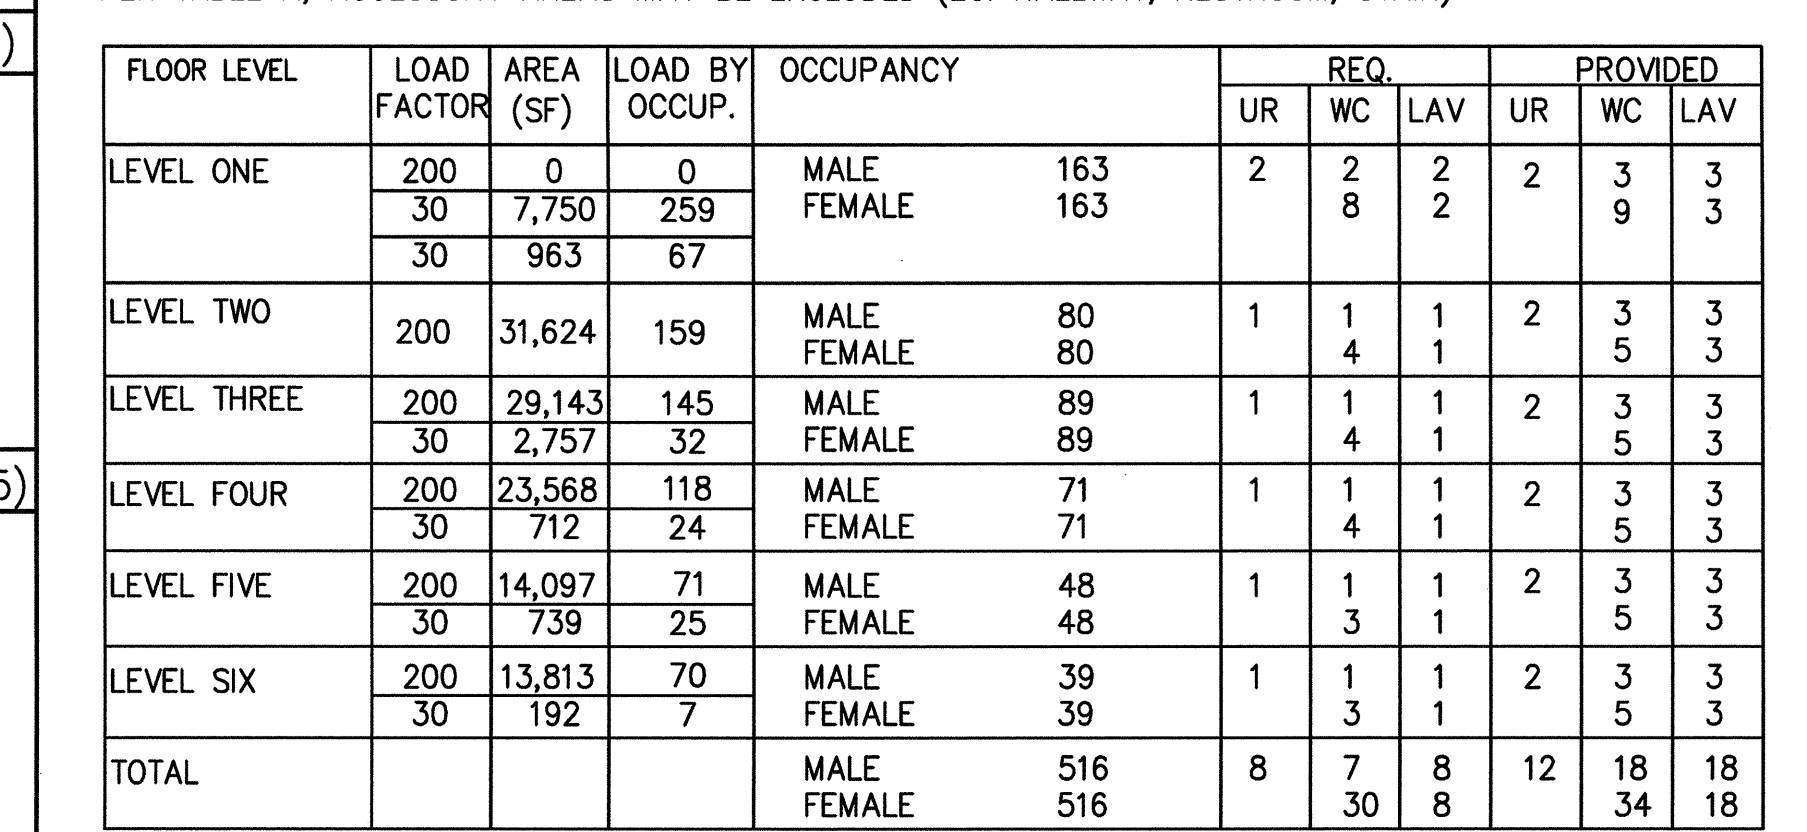 FLOOR LEVEL LOAD FACTOR AREA (SF) LOAD BY OCCUP. OCCUPANCY REQ. PROVIDED
UR WC LAV UR WC LAV
LEVEL ONE 200 0 0 MALE 163 2 2 2 2 3 3
30 7,750 259 FEMALE 163 8 2 9 3
30 963 67
LEVEL TWO 200 31,624 159 MALE 80 1 1 1 2 3 3
FEMALE 80 4 1 5 3
LEVEL THREE 200 29,143 145 MALE 89 1 1 1 2 3 3
30 2,757 32 FEMALE 89 4 1 5 3
LEVEL FOUR 200 23,568 118 MALE 71 1 1 1 2 3 3
30 712 24 FEMALE 71 4 1 5 3
LEVEL FIVE 200 14,097 71 MALE 48 1 1 1 2 3 3
30 739 25 FEMALE 48 3 1 5 3
LEVEL SIX 200 13,813 70 MALE 39 1 1 1 2 3 3
30 192 7 FEMALE 39 3 1 5 3
TOTAL MALE 516 8 7 8 12 18 18
FEMALE 516 30 8 34 18